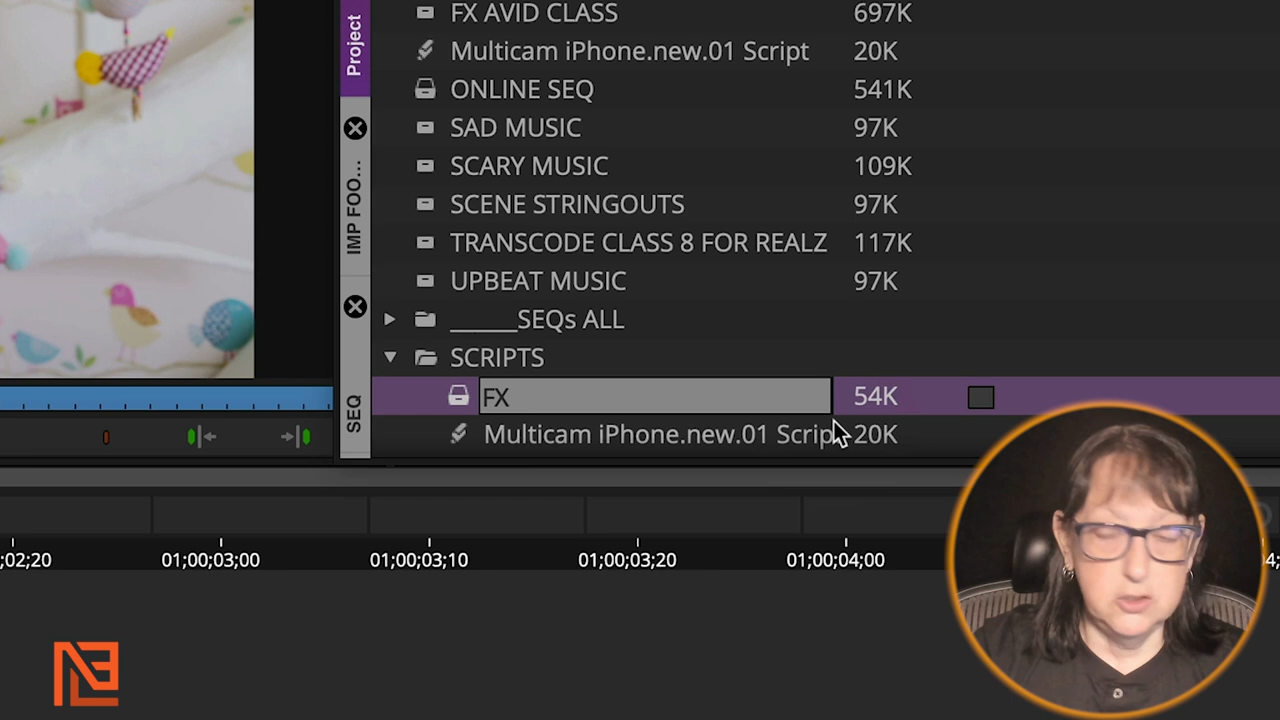 Project
FX AVID CLASS 697K
Multicam iPhone.new.01 Script 20K
ONLINE SEQ 541K
SAD MUSIC 97K
SCARY MUSIC 109K
IMP FOO...
SCENE STRINGOUTS 97K
TRANSCODE CLASS 8 FOR REALZ 117K
UPBEAT MUSIC 97K
______SEQs ALL
SCRIPTS
SEQ
FX 54K
Multicam iPhone.new.01 Scrip 20K
;02;20 01;00;03;00 01;00;03;10 01;00;03;20 01;00;04;00 4;